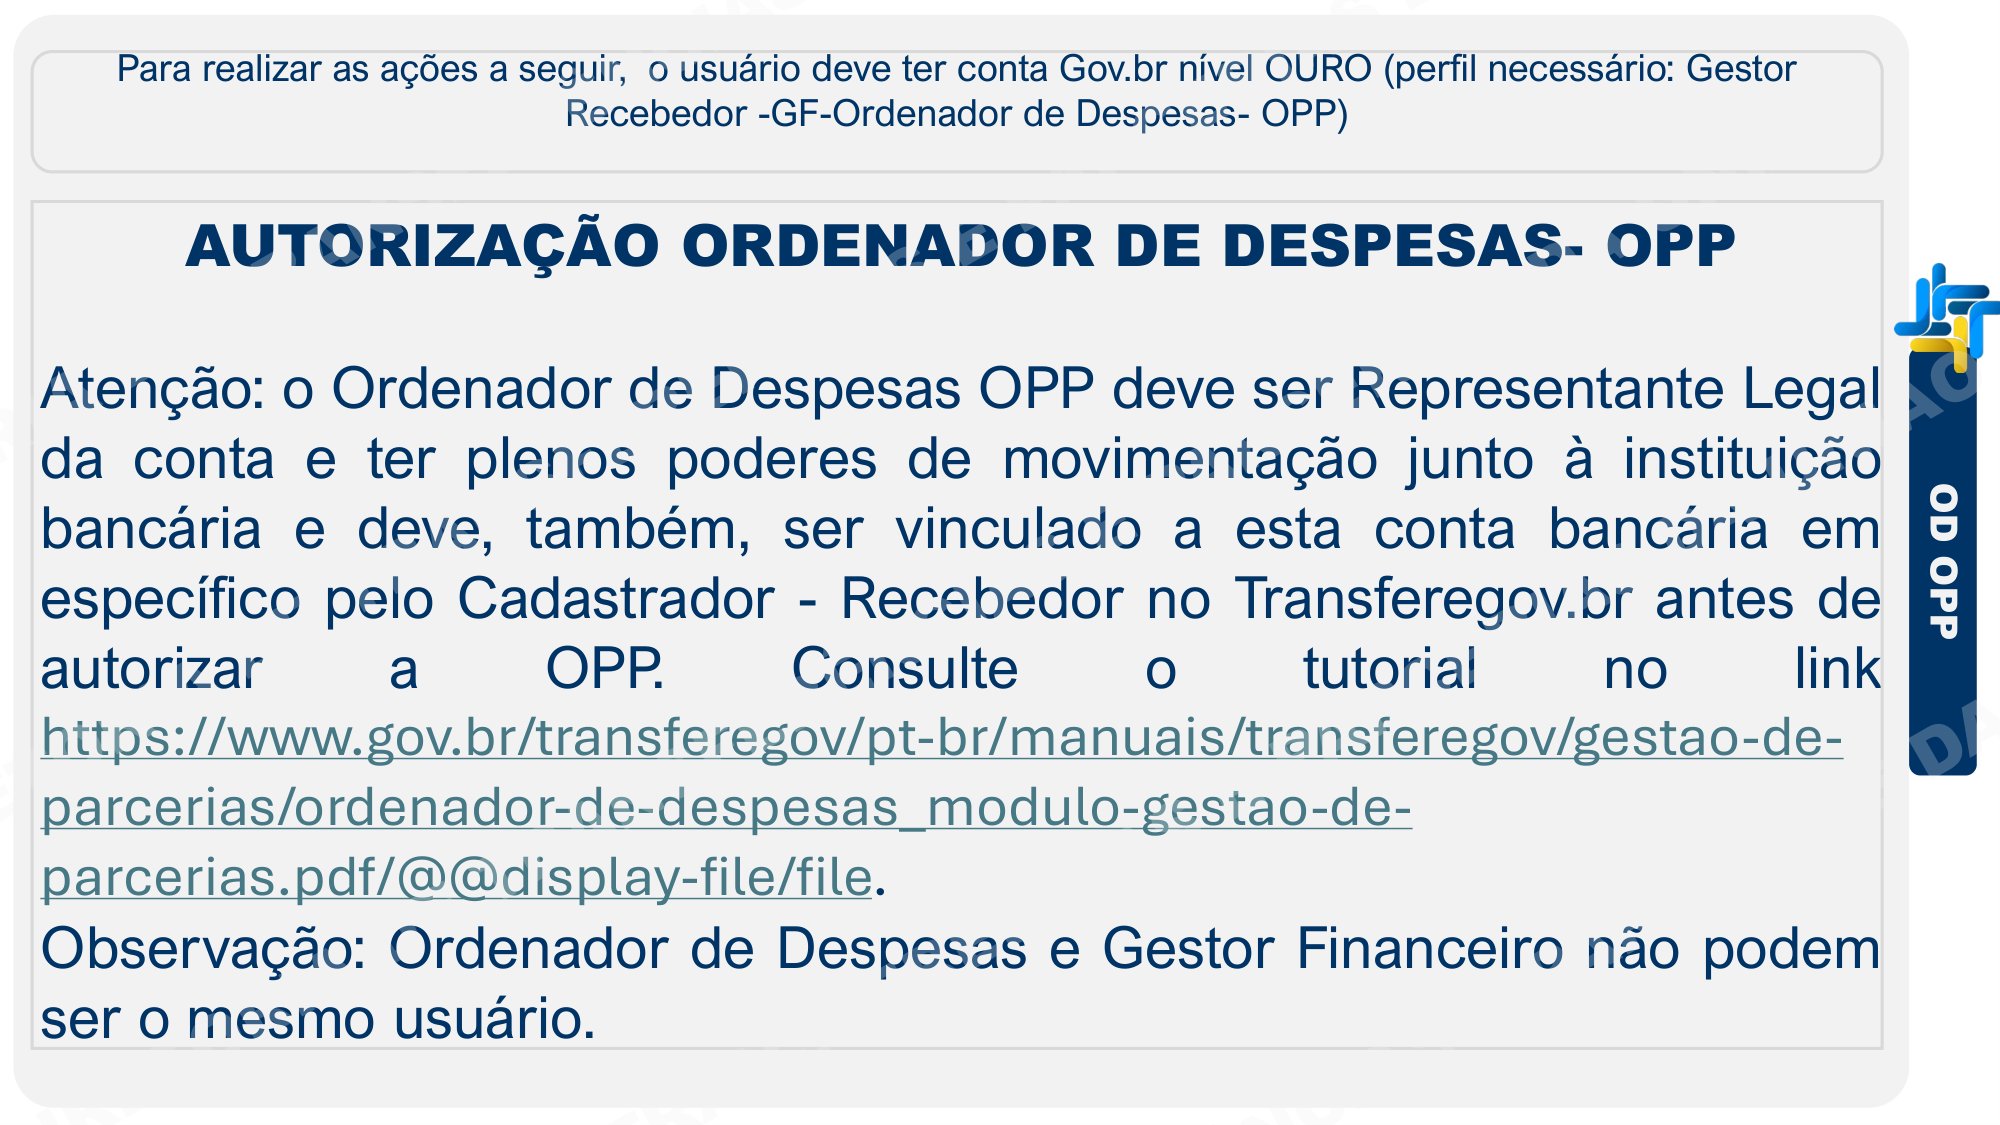 Para realizar as ações a seguir,  o usuário deve ter conta Gov.br nível OURO (perfil necessário: Gestor
Recebedor -GF-Ordenador de Despesas- OPP)
AUTORIZAÇÃO ORDENADOR DE DESPESAS- OPP
Atenção: o Ordenador de Despesas OPP deve ser Representante Legal
da conta e ter plenos poderes de movimentação junto à instituição
bancária e deve, também, ser vinculado a esta conta bancária em
específico pelo Cadastrador - Recebedor no Transferegov.br antes de
autorizar a OPP. Consulte o tutorial no link
https://www.gov.br/transferegov/pt-br/manuais/transferegov/gestao-de-
parcerias/ordenador-de-despesas_modulo-gestao-de-
parcerias.pdf/@@display-file/file.
Observação: Ordenador de Despesas e Gestor Financeiro não podem
ser o mesmo usuário.
OD OPP